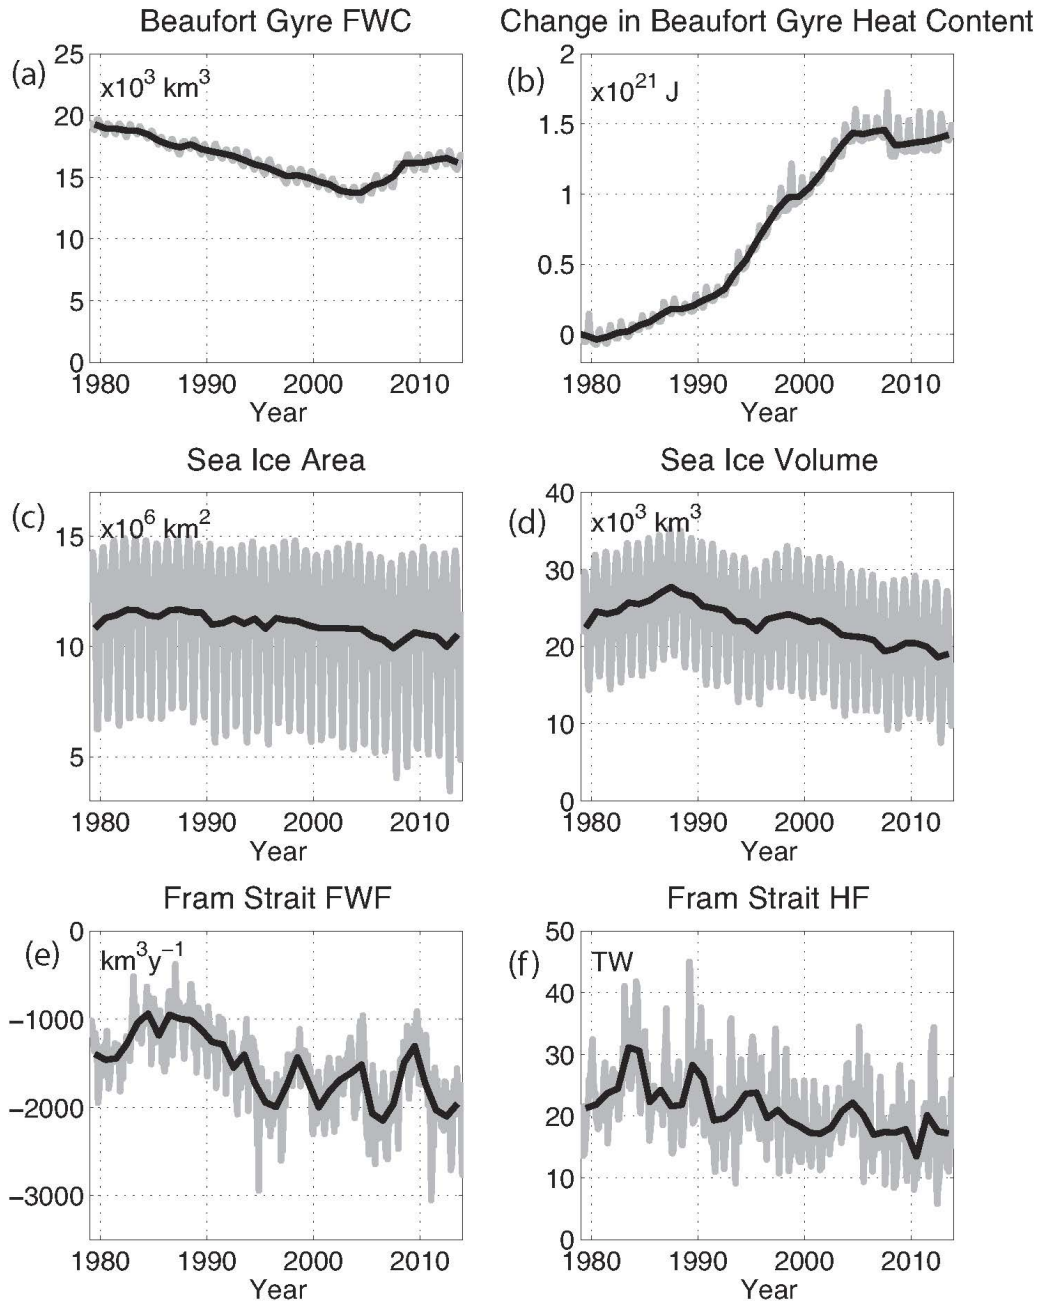 Beaufort Gyre FWC
(a)
x10³ km³
25
20
15
10
5
0
1980 1990 2000 2010
Year
Change in Beaufort Gyre Heat Content
(b)
x10²¹ J
2
1.5
1
0.5
0
1980 1990 2000 2010
Year
Sea Ice Area
(c)
x10⁶ km²
15
10
5
1980 1990 2000 2010
Year
Sea Ice Volume
(d)
x10³ km³
40
30
20
10
0
1980 1990 2000 2010
Year
Fram Strait FWF
(e)
km³y⁻¹
0
−1000
−2000
−3000
1980 1990 2000 2010
Year
Fram Strait HF
(f)
TW
50
40
30
20
10
0
1980 1990 2000 2010
Year